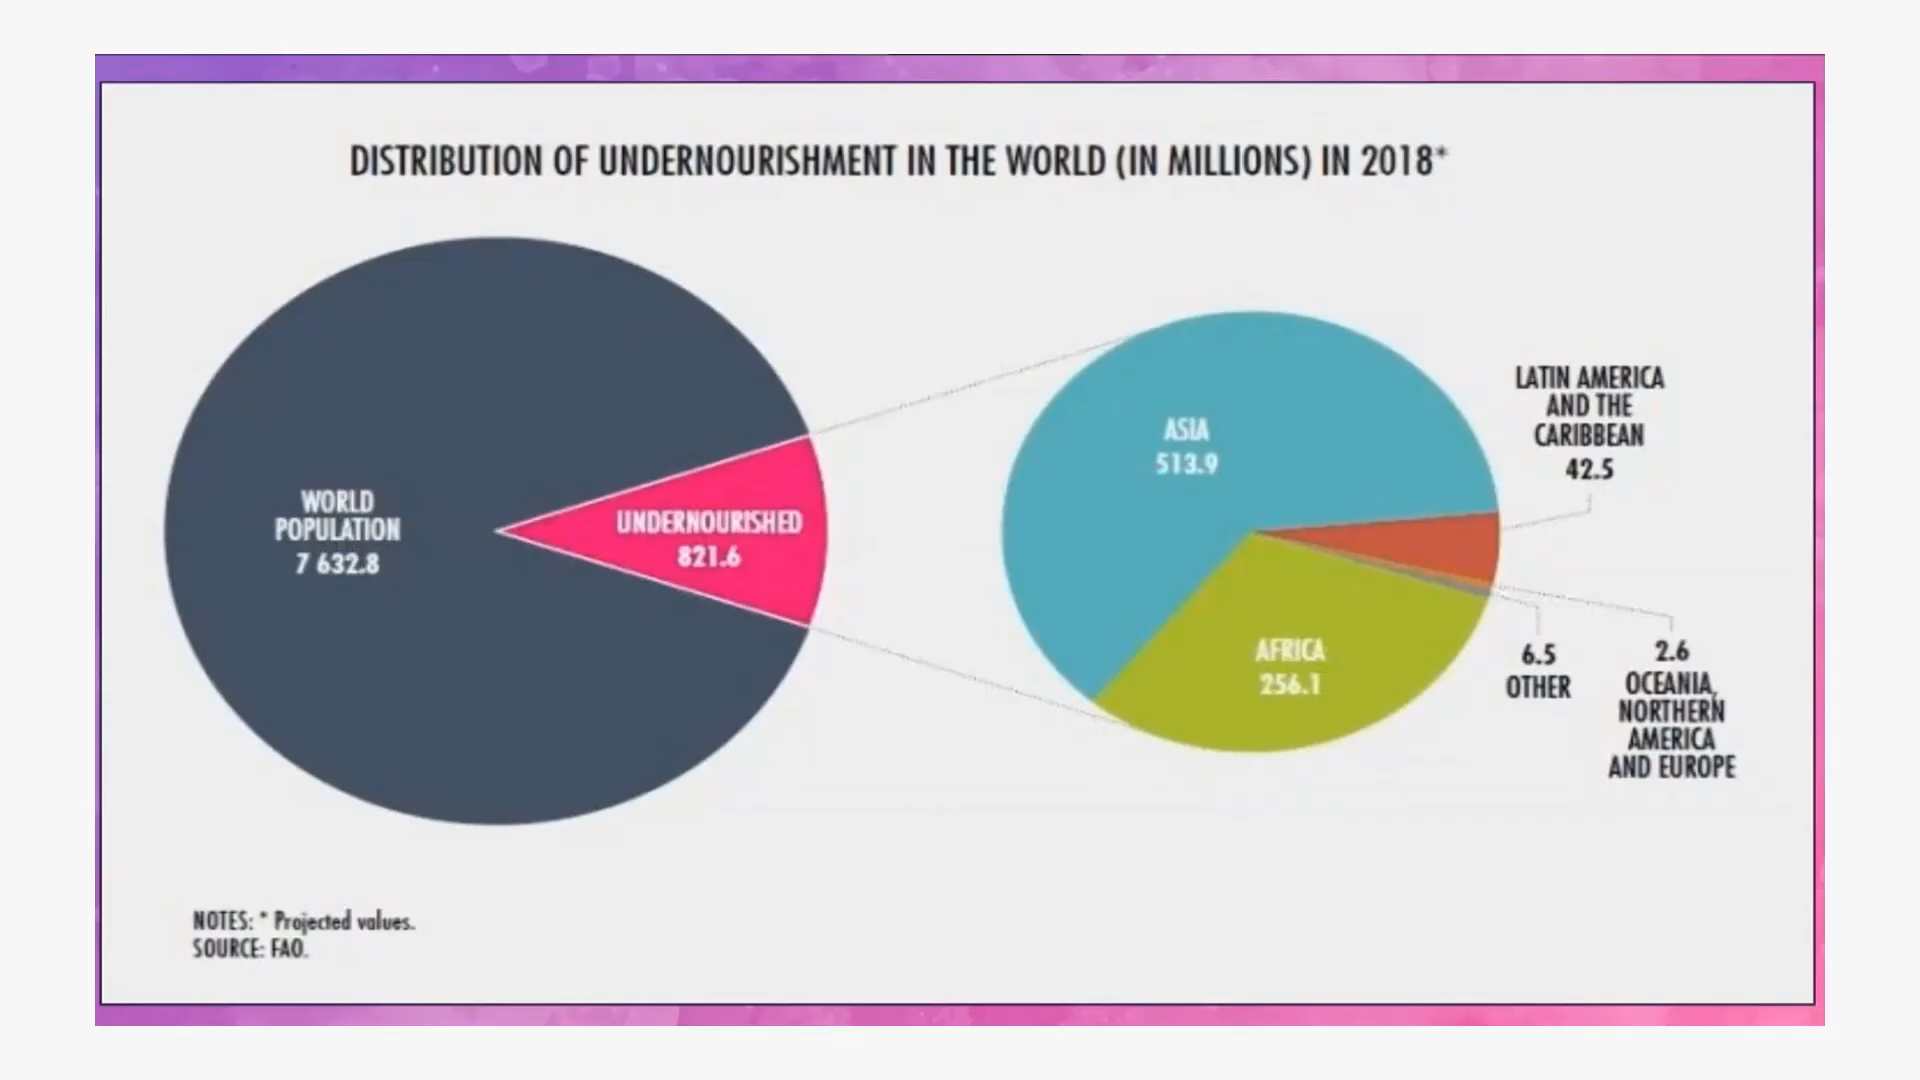 DISTRIBUTION OF UNDERNOURISHMENT IN THE WORLD (IN MILLIONS) IN 2018*
WORLD
POPULATION
7 632.8
UNDERNOURISHED
821.6
ASIA
513.9
LATIN AMERICA
AND THE
CARIBBEAN
42.5
AFRICA
256.1
6.5
OTHER
2.6
OCEANIA,
NORTHERN
AMERICA
AND EUROPE
NOTES: * Projected values.
SOURCE: FAO.